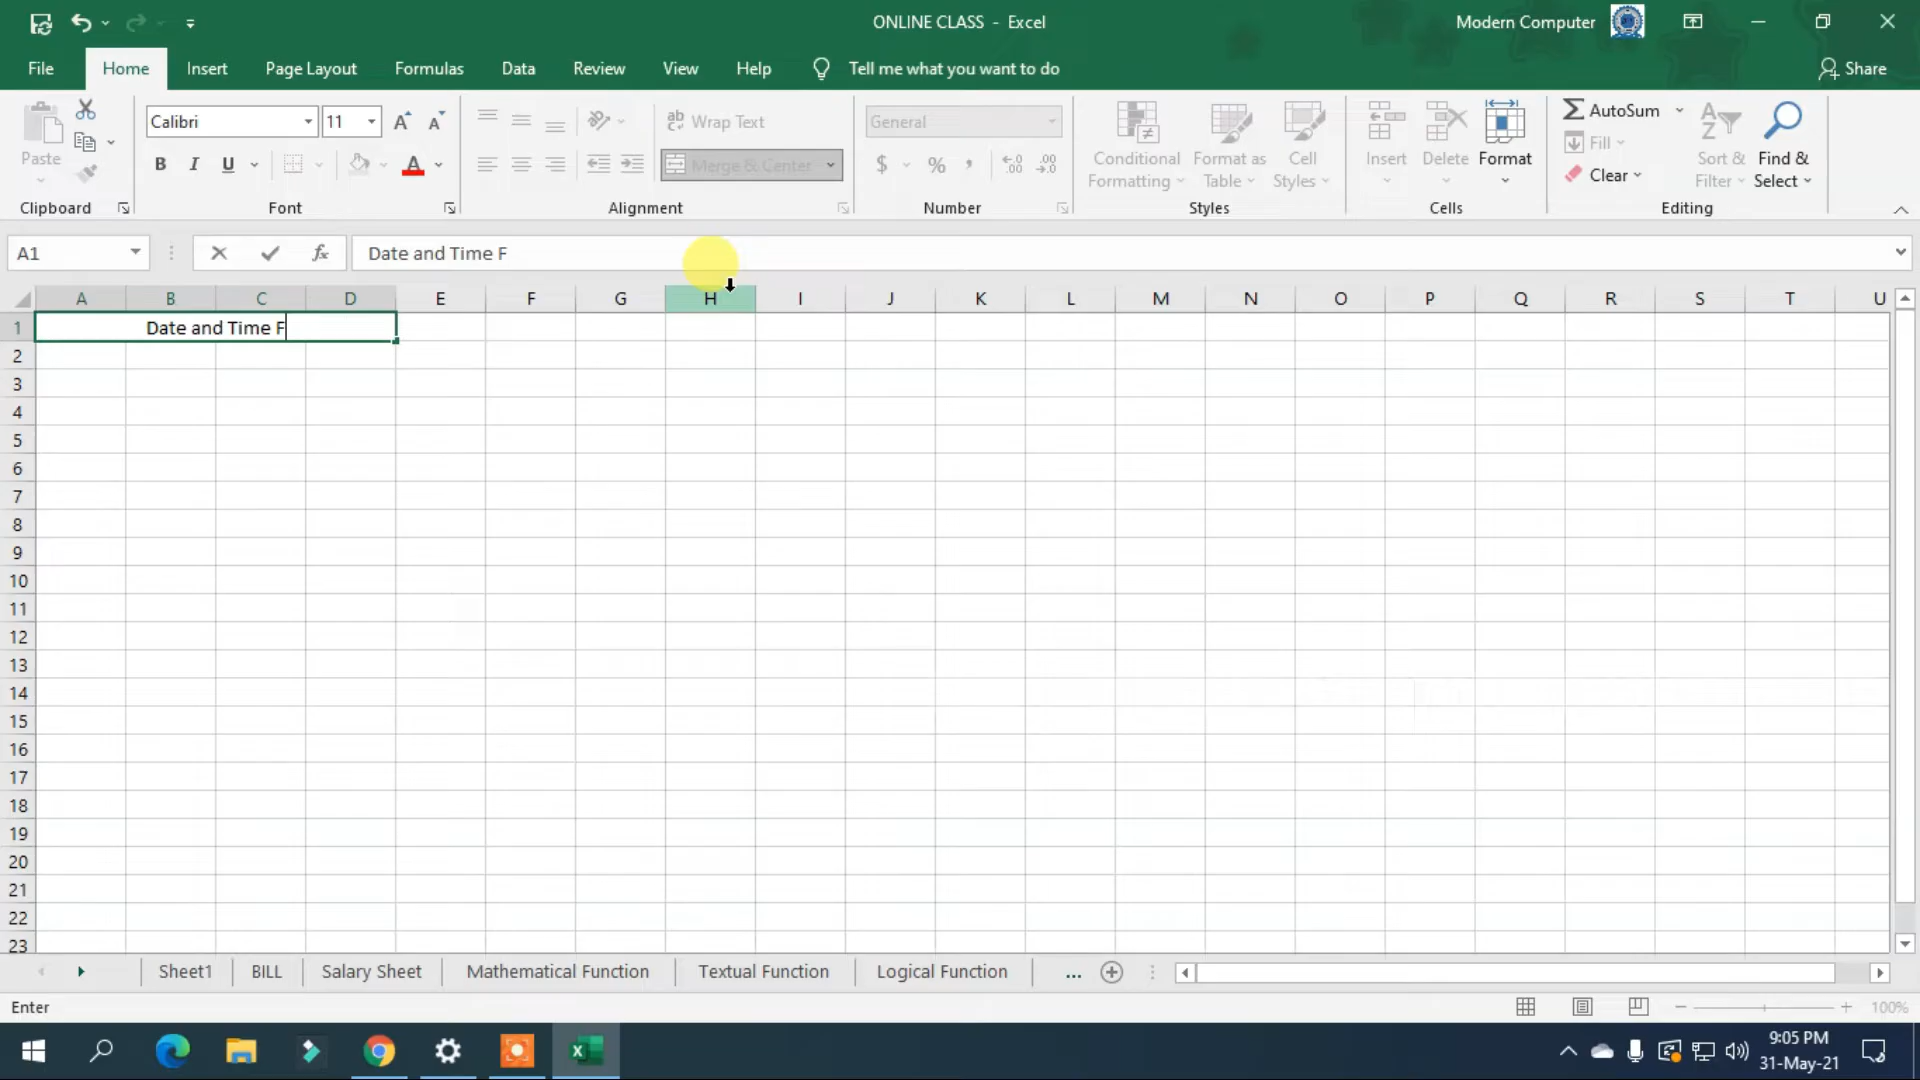 ONLINE CLASS - Excel
Modern Computer
File Home Insert Page Layout Formulas Data Review View Help Tell me what you want to do Share
Paste
Clipboard
Calibri 11
B I U A
Font
ab Wrap Text
Merge & Center
Alignment
General
$ % ,
Number
Conditional Formatting
Format as Table
Cell Styles
Styles
Insert Delete Format
Cells
AutoSum
Fill
Clear
Sort & Filter
Find & Select
Editing
A1 fx Date and Time F
A B C D E F G H I J K L M N O P Q R S T U
1 Date and Time F
2
3
4
5
6
7
8
9
10
11
12
13
14
15
16
17
18
19
20
21
22
23
Sheet1 BILL Salary Sheet Mathematical Function Textual Function Logical Function ...
Enter 100%
9:05 PM
31-May-21